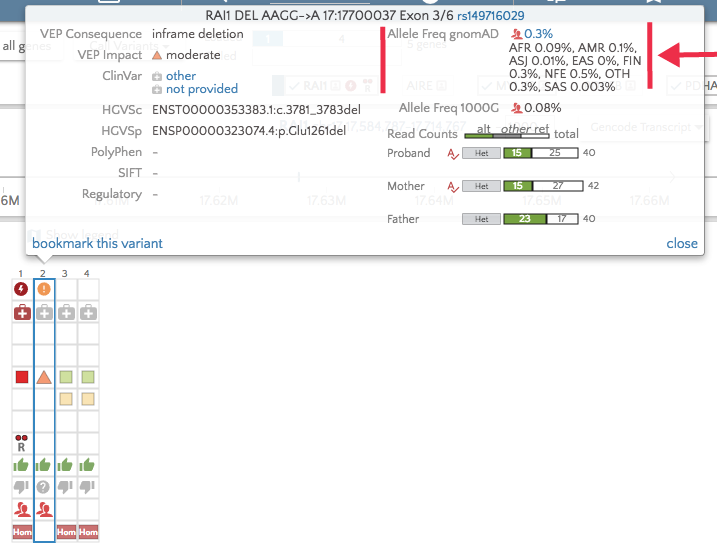 RAI1 DEL AAGG->A 17:17700037 Exon 3/6 rs149716029
VEP Consequence inframe deletion
VEP Impact moderate
ClinVar other
not provided
HGVSc ENST00000353383.1:c.3781_3783del
HGVSp ENSP00000323074.4:p.Glu1261del
PolyPhen –
SIFT –
Regulatory –
Allele Freq gnomAD 0.3%
AFR 0.09%, AMR 0.1%,
ASJ 0.01%, EAS 0%, FIN
0.3%, NFE 0.5%, OTH
0.3%, SAS 0.003%
Allele Freq 1000G 0.08%
Read Counts alt other ref total
Proband Het 15 25 40
Mother Het 15 27 42
Father Het 23 17 40
bookmark this variant close
all genes
Gencode Transcript
6M 17.62M 17.63M 17.64M 17.65M 17.66M
1 2 3 4
R
Hom Hom Hom